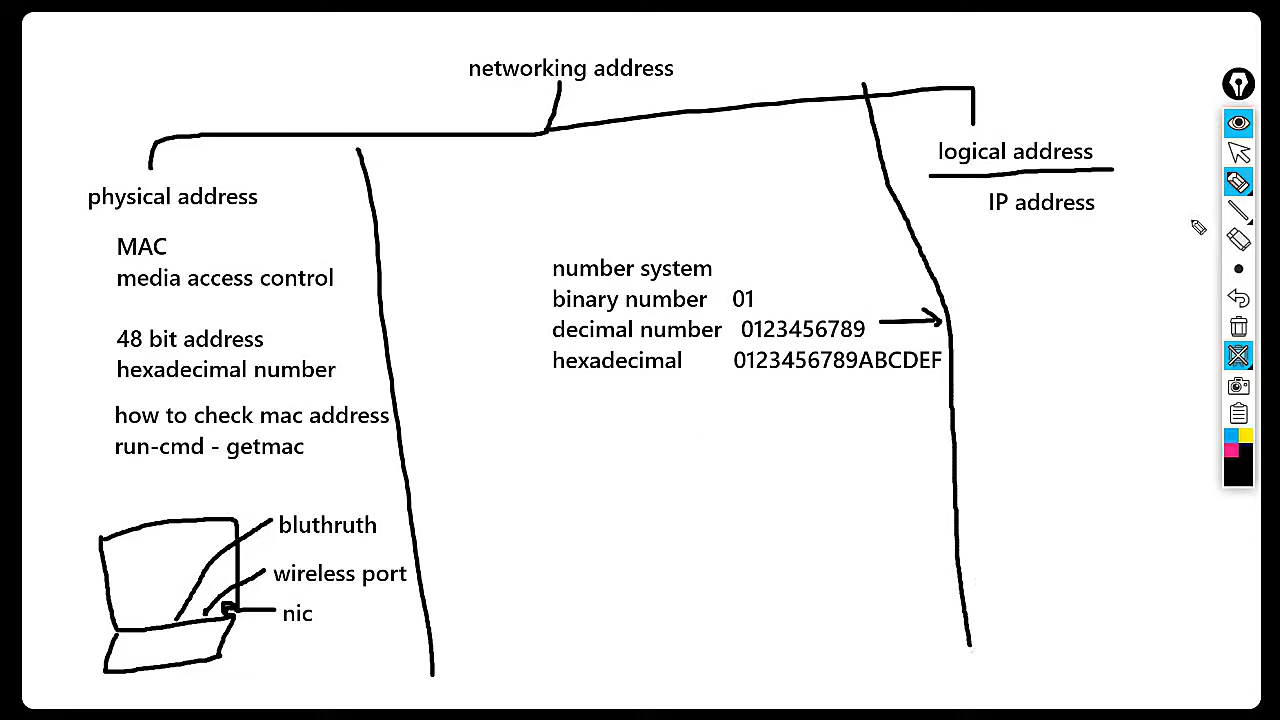 networking address
physical address
MAC
media access control
48 bit address
hexadecimal number
how to check mac address
run-cmd - getmac
bluthruth
wireless port
nic
number system
binary number 01
decimal number 0123456789
hexadecimal 0123456789ABCDEF
logical address
IP address